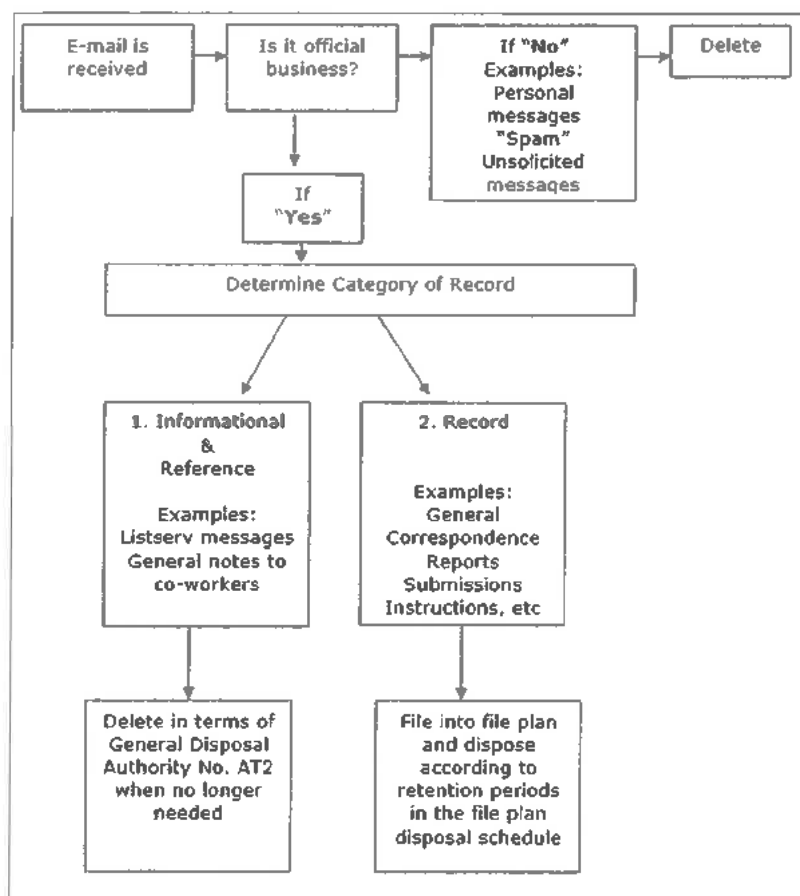 E-mail is
received
Is it official
business?
If “No”
Examples:
Personal
messages
“Spam”
Unsolicited
messages
Delete
If
“Yes”
Determine Category of Record
1. Informational
&
Reference
Examples:
Listserv messages
General notes to
co-workers
2. Record
Examples:
General
Correspondence
Reports
Submissions
Instructions, etc
Delete in terms of
General Disposal
Authority No. AT2
when no longer
needed
File into file plan
and dispose
according to
retention periods
in the file plan
disposal schedule